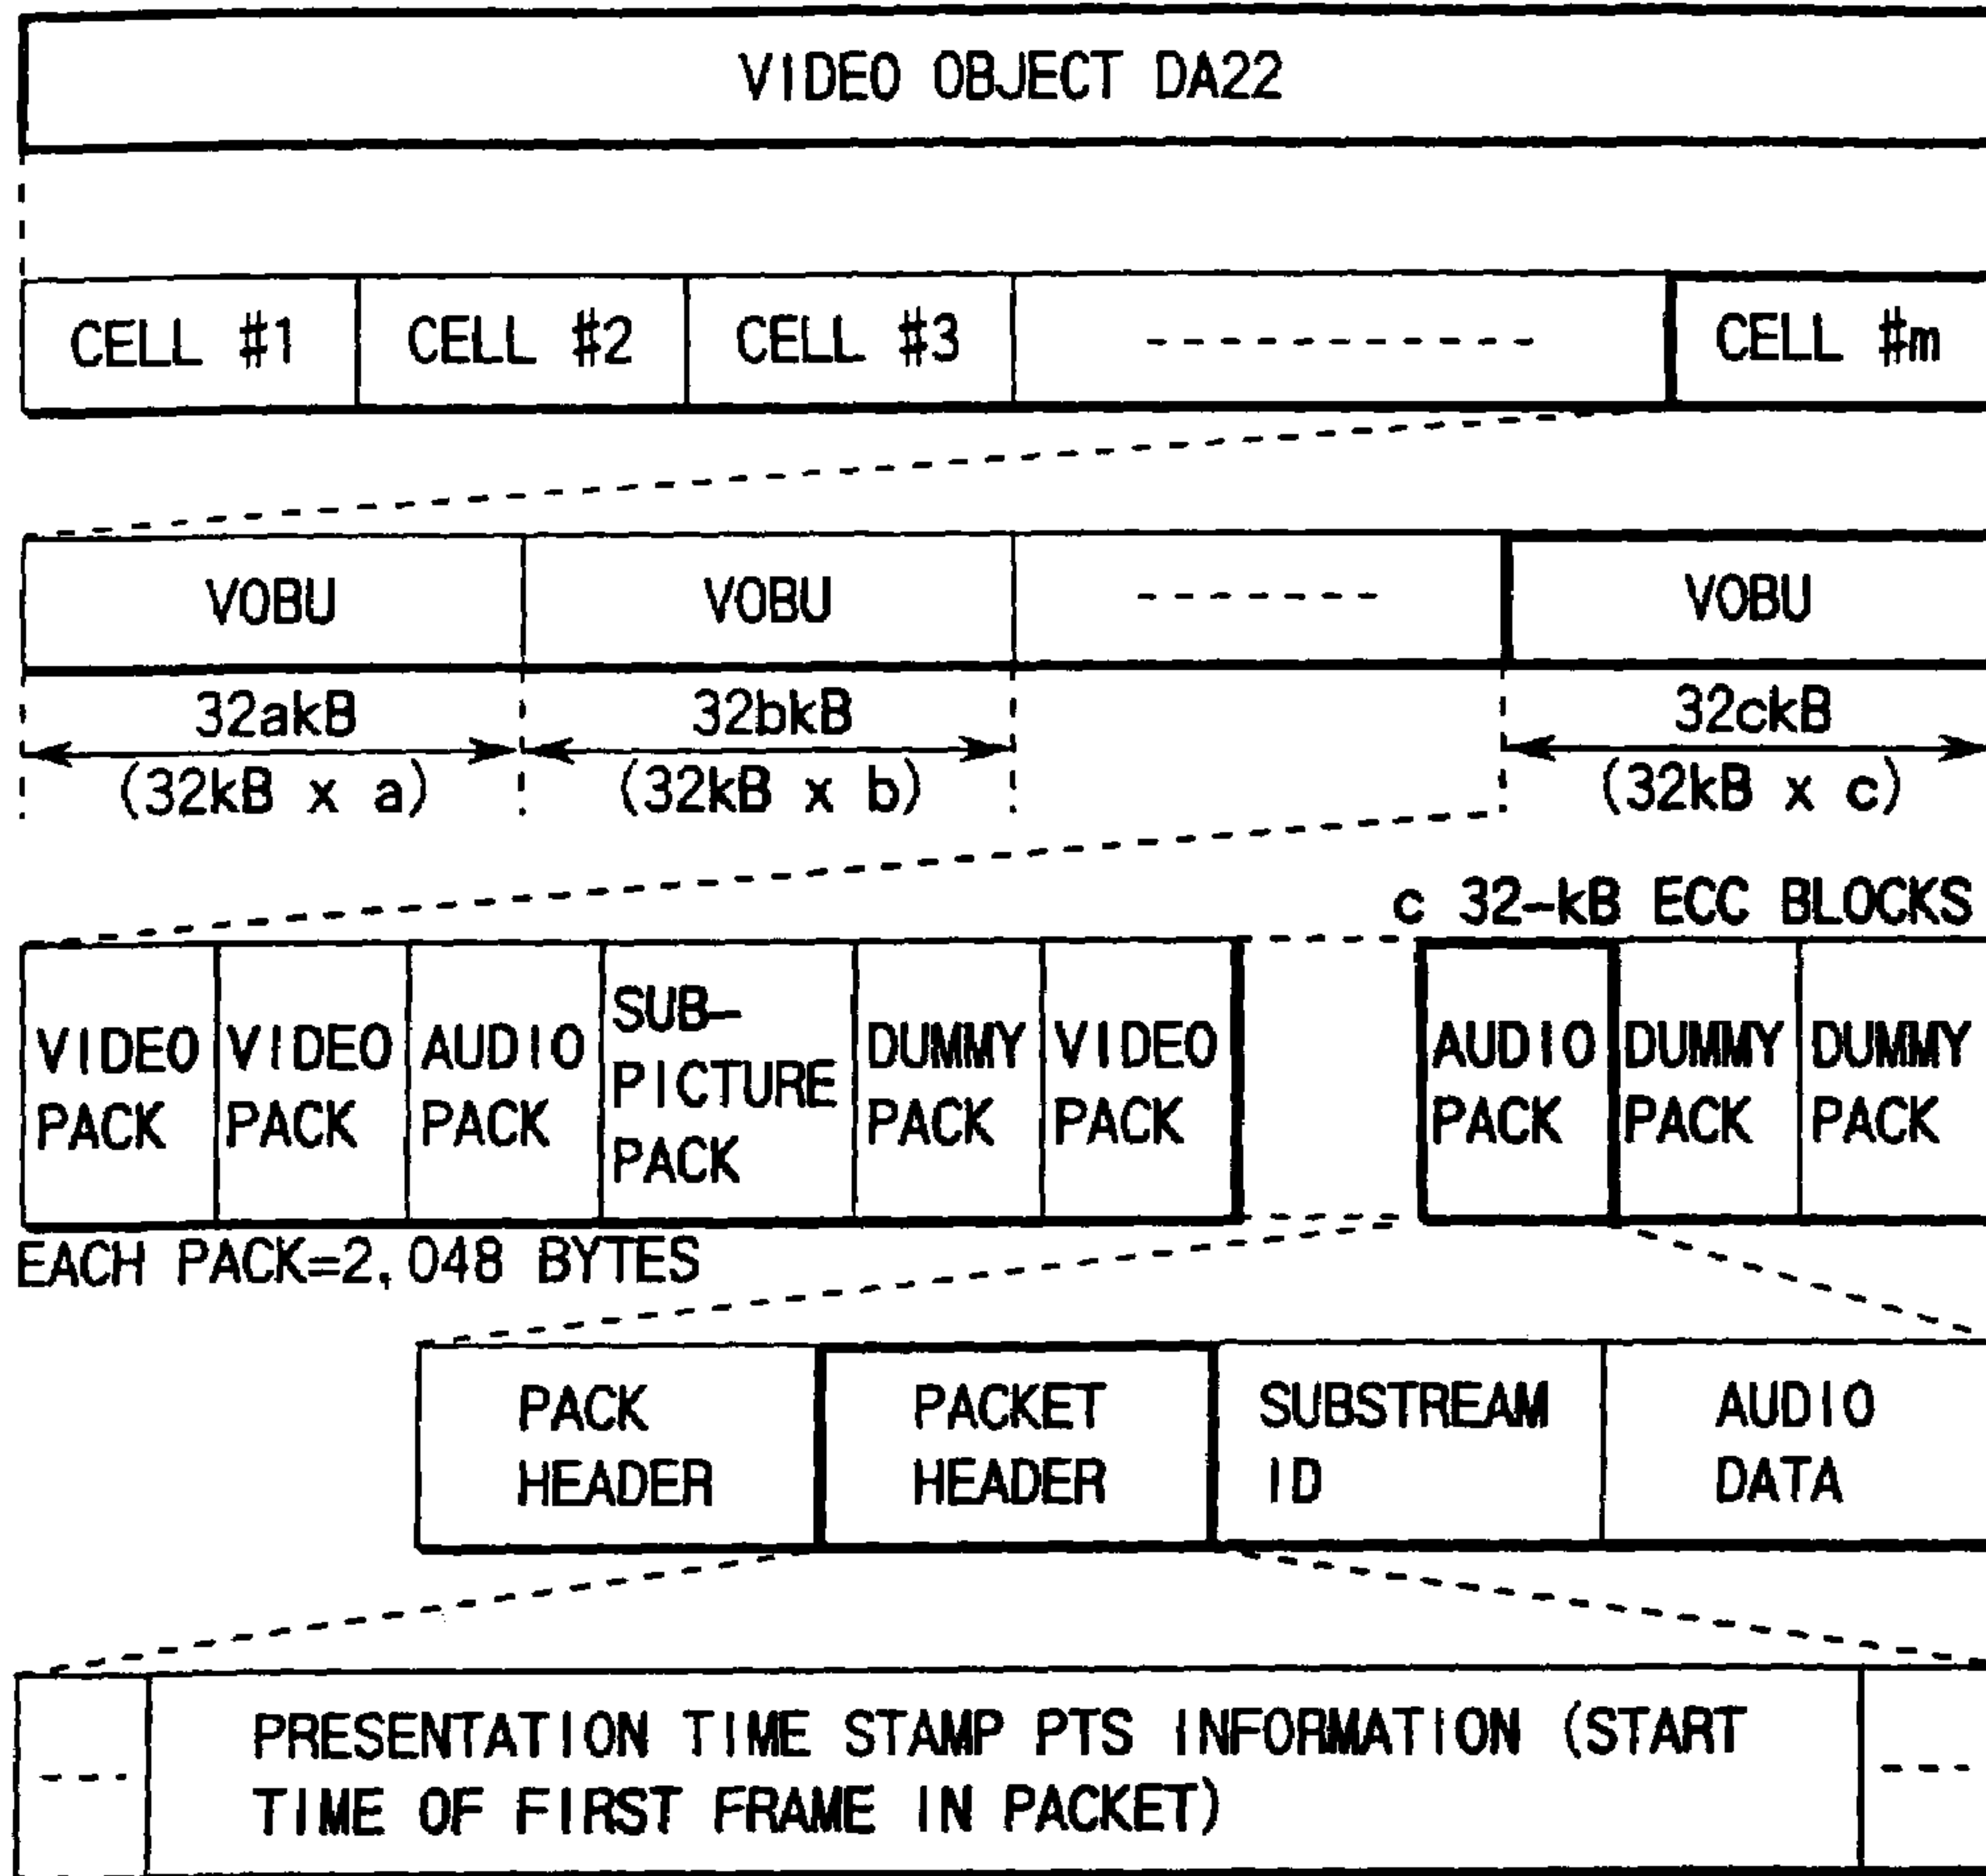 VIDEO OBJECT DA22
CELL #1 CELL #2 CELL #3 ----------- CELL #m
VOBU VOBU ------- VOBU
32akB 32bkB 32ckB
(32kB x a) (32kB x b) (32kB x c)
c 32-kB ECC BLOCKS
VIDEO PACK
VIDEO PACK
AUDIO PACK
SUB-
PICTURE
PACK
DUMMY PACK
VIDEO PACK
AUDIO PACK
DUMMY PACK
DUMMY PACK
EACH PACK=2,048 BYTES
PACK
HEADER
PACKET
HEADER
SUBSTREAM
ID
AUDIO
DATA
--- PRESENTATION TIME STAMP PTS INFORMATION (START
TIME OF FIRST FRAME IN PACKET) ---